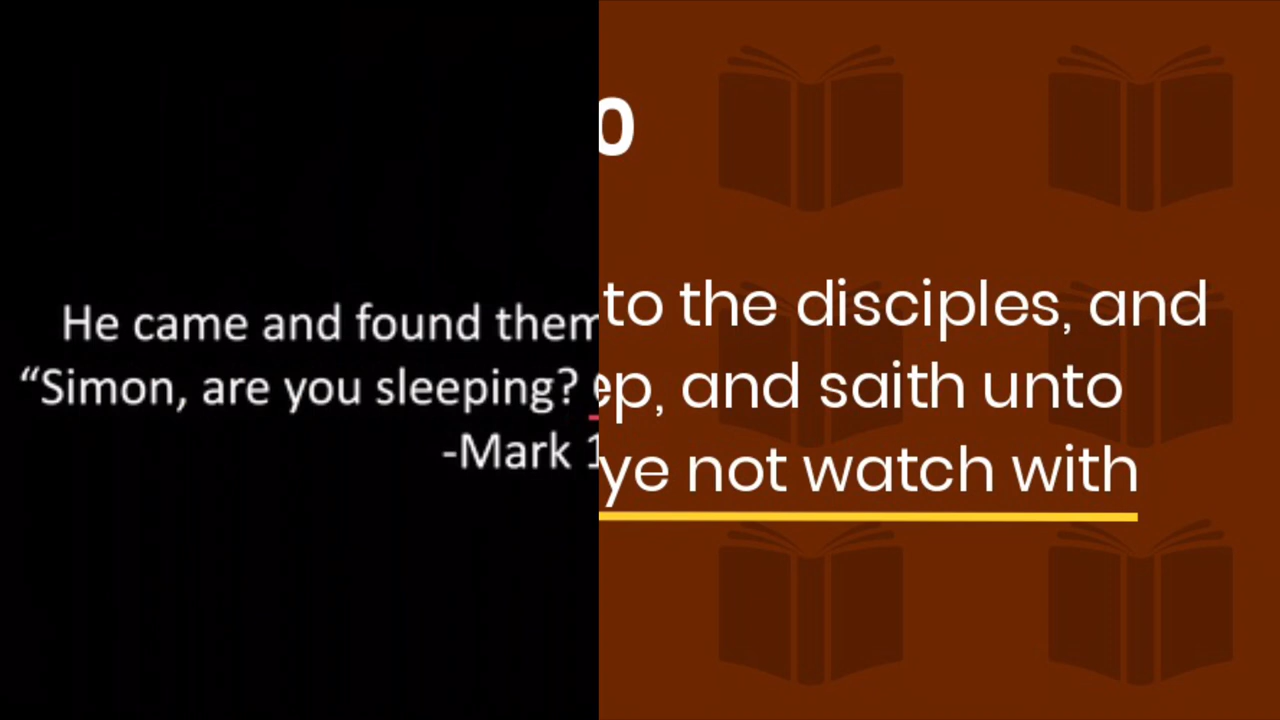 He came and found them
“Simon, are you sleeping?
-Mark 1
0
to the disciples, and
ep, and saith unto
ye not watch with